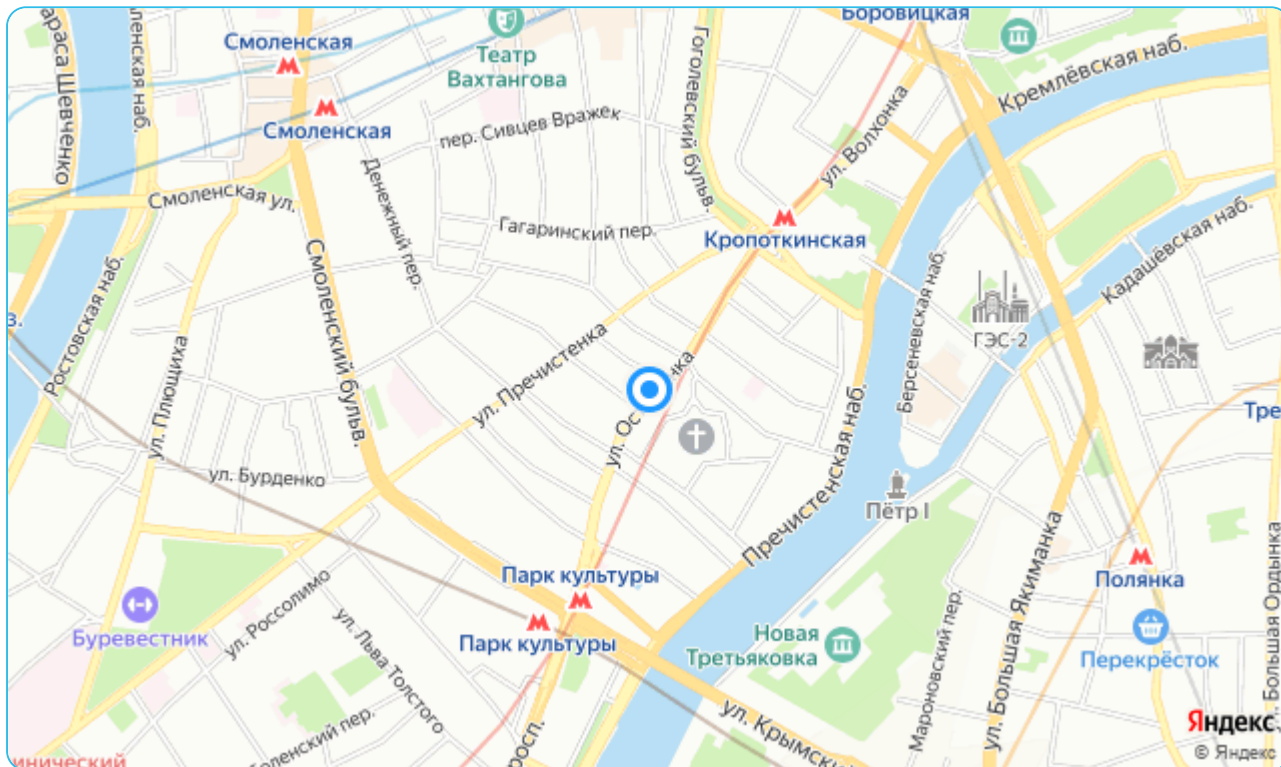 Боровицкая
Смоленская
Театр
Вахтангова
Гоголевский бульв.
Кремлёвская наб.
Смоленская
пер. Сивцев Вражек
ул. Волхонка
Денежный пер.
Смоленская ул.
Гагаринский пер.
Кропоткинская
Кадашёвская наб.
Ростовская наб.
Смоленский бульв.
Берсеневская наб.
ГЭС-2
ул. Плющиха
ул. Пречистенка
ул. Бурденко
Пречистенская наб.
Пётр I
Парк культуры
Полянка
Буревестник
ул. Россолимо
ул. Льва Толстого
Парк культуры
Новая
Третьяковка
Мароновский пер.
ул. Большая Якиманка
Перекрёсток
Большая Ордынка
ул. Крымский
Яндекс
© Яндекс